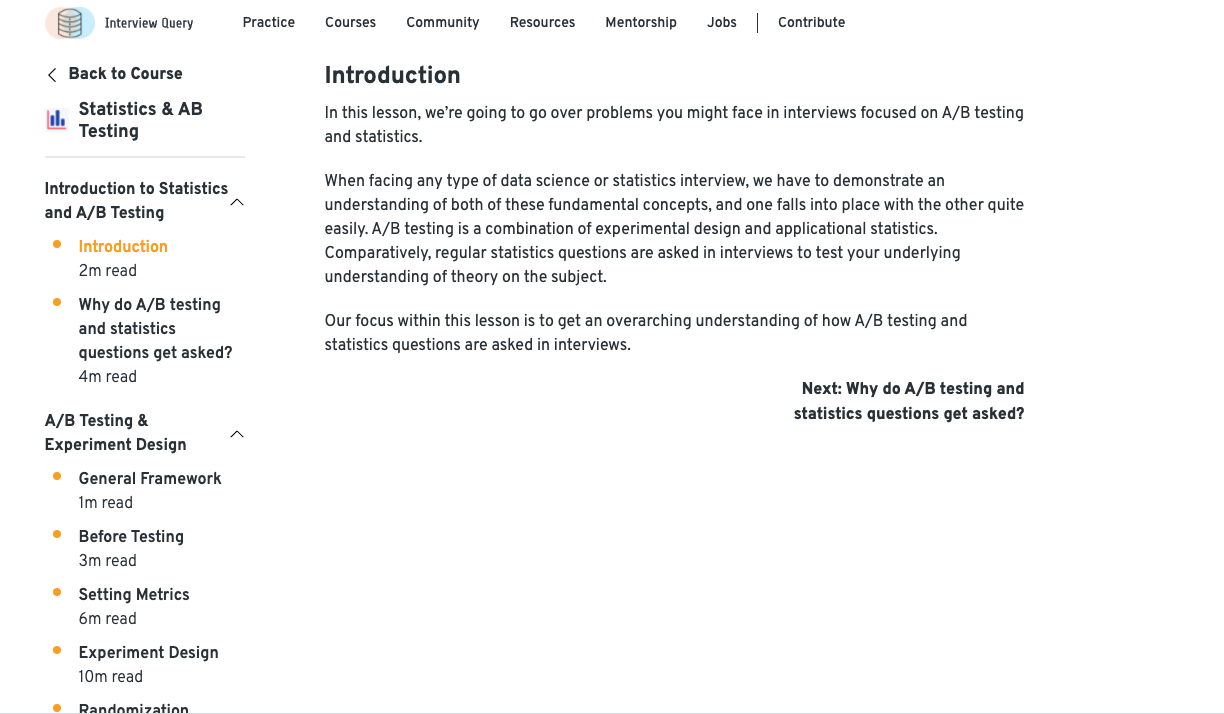 Interview Query
Practice
Courses
Community
Resources
Mentorship
Jobs
Contribute
Back to Course
Statistics & AB
Testing
Introduction to Statistics
and A/B Testing
Introduction
2m read
Why do A/B testing
and statistics
questions get asked?
4m read
A/B Testing &
Experiment Design
General Framework
1m read
Before Testing
3m read
Setting Metrics
6m read
Experiment Design
10m read
Randomization
Introduction
In this lesson, we’re going to go over problems you might face in interviews focused on A/B testing
and statistics.
When facing any type of data science or statistics interview, we have to demonstrate an
understanding of both of these fundamental concepts, and one falls into place with the other quite
easily. A/B testing is a combination of experimental design and applicational statistics.
Comparatively, regular statistics questions are asked in interviews to test your underlying
understanding of theory on the subject.
Our focus within this lesson is to get an overarching understanding of how A/B testing and
statistics questions are asked in interviews.
Next: Why do A/B testing and
statistics questions get asked?